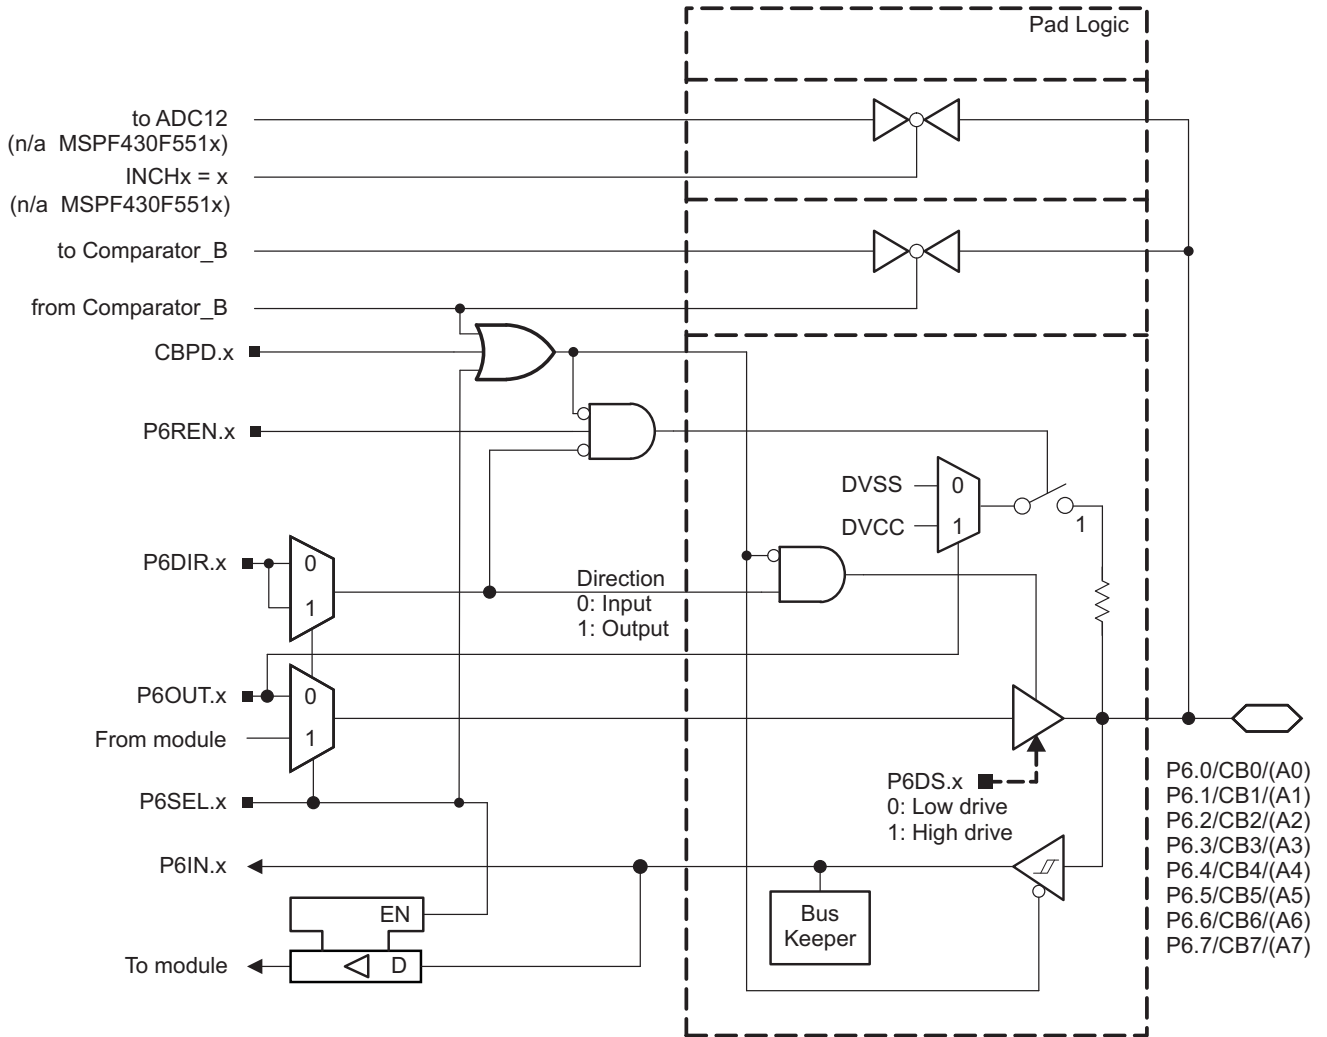 Pad Logic
to ADC12
(n/a MSPF430F551x)
INCHx = x
(n/a MSPF430F551x)
to Comparator_B
from Comparator_B
CBPD.x
P6REN.x
DVSS
0
DVCC
1
1
P6DIR.x
0
1
Direction
0: Input
1: Output
P6OUT.x
0
From module
1
P6SEL.x
P6DS.x
0: Low drive
1: High drive
P6.0/CB0/(A0)
P6.1/CB1/(A1)
P6.2/CB2/(A2)
P6.3/CB3/(A3)
P6.4/CB4/(A4)
P6.5/CB5/(A5)
P6.6/CB6/(A6)
P6.7/CB7/(A7)
P6IN.x
EN
Bus
Keeper
To module
D